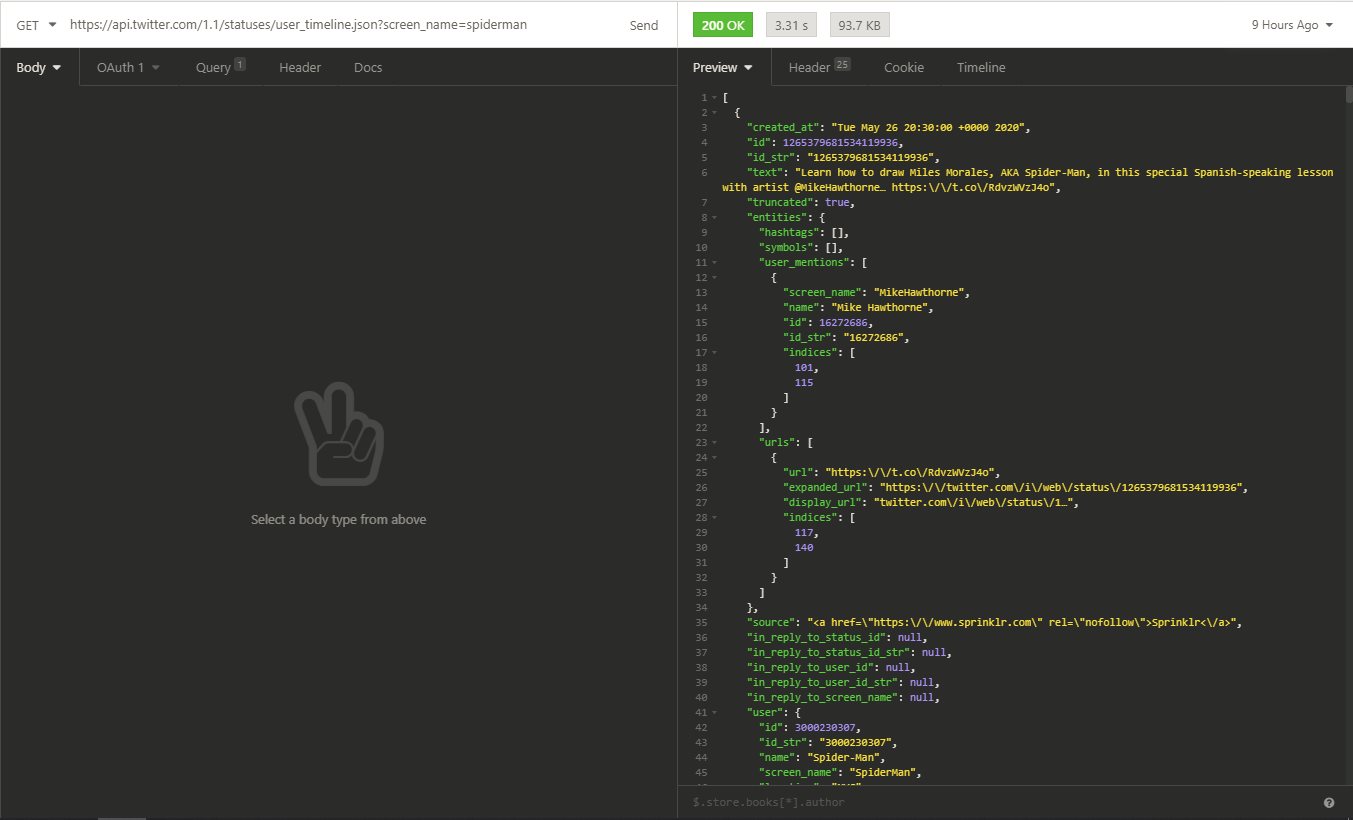 GET https://api.twitter.com/1.1/statuses/user_timeline.json?screen_name=spiderman Send
200 OK 3.31 s 93.7 KB 9 Hours Ago
Body OAuth 1 Query 1 Header Docs
Preview Header 25 Cookie Timeline
Select a body type from above
1 [
2 {
3 "created_at": "Tue May 26 20:30:00 +0000 2020",
4 "id": 1265379681534119936,
5 "id_str": "1265379681534119936",
6 "text": "Learn how to draw Miles Morales, AKA Spider-Man, in this special Spanish-speaking lesson
with artist @MikeHawthorne… https:\/\/t.co\/RdvzWVzJ4o",
7 "truncated": true,
8 "entities": {
9 "hashtags": [],
10 "symbols": [],
11 "user_mentions": [
12 {
13 "screen_name": "MikeHawthorne",
14 "name": "Mike Hawthorne",
15 "id": 16272686,
16 "id_str": "16272686",
17 "indices": [
18 101,
19 115
20 ]
21 }
22 ],
23 "urls": [
24 {
25 "url": "https:\/\/t.co\/RdvzWVzJ4o",
26 "expanded_url": "https:\/\/twitter.com\/i\/web\/status\/1265379681534119936",
27 "display_url": "twitter.com\/i\/web\/status\/1…",
28 "indices": [
29 117,
30 140
31 ]
32 }
33 ]
34 },
35 "source": "<a href=\"https:\/\/www.sprinklr.com\" rel=\"nofollow\">Sprinklr<\/a>",
36 "in_reply_to_status_id": null,
37 "in_reply_to_status_id_str": null,
38 "in_reply_to_user_id": null,
39 "in_reply_to_user_id_str": null,
40 "in_reply_to_screen_name": null,
41 "user": {
42 "id": 3000230307,
43 "id_str": "3000230307",
44 "name": "Spider-Man",
45 "screen_name": "SpiderMan",
$.store.books[*].author